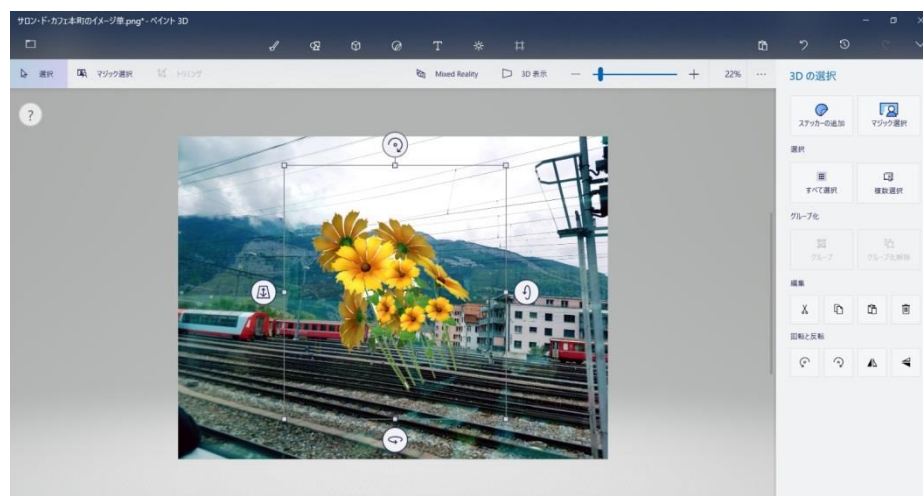 サロン・ド・カフェ本町のイメージ華.png* - ペイント 3D
選択
マジック選択
トリミング
Mixed Reality
3D 表示
22%
3D の選択
?
ステッカーの追加
マジック選択
選択
すべて選択
複数選択
グループ化
グループ
グループ化解除
編集
回転と反転